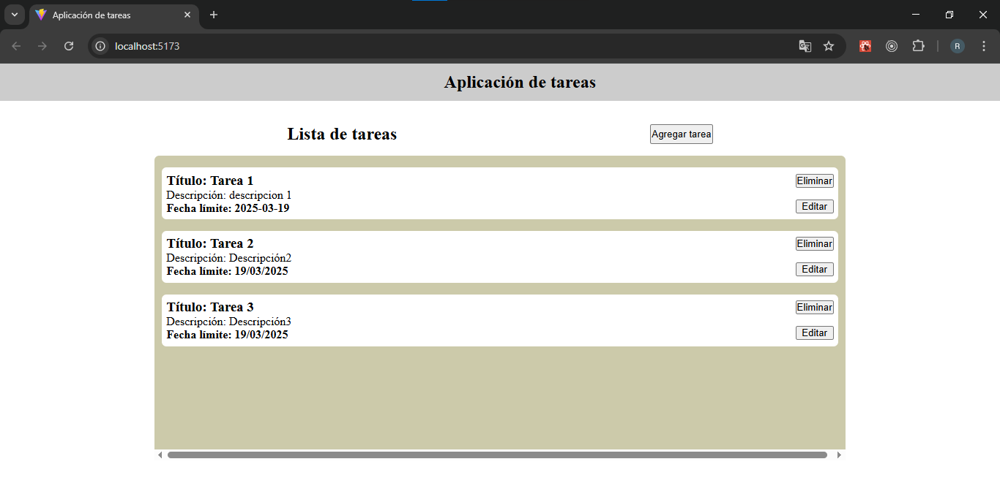 Aplicación de tareas
localhost:5173
R
Aplicación de tareas
Lista de tareas
Agregar tarea
Título: Tarea 1
Eliminar
Descripción: descripcion 1
Fecha límite: 2025-03-19
Editar
Título: Tarea 2
Eliminar
Descripción: Descripción2
Fecha límite: 19/03/2025
Editar
Título: Tarea 3
Eliminar
Descripción: Descripción3
Fecha límite: 19/03/2025
Editar